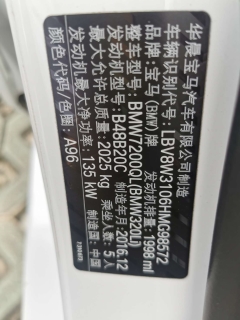 华晨宝马汽车有限公司制造
车辆识别代号: LBV8W3106HMG98572
品牌: 宝马(BMW) 发动机排量: 1998 ml
型号: BMW7200QL(BMW320Li)
发动机型号: B48B20C 制造年月: 2016.12
最大允许总质量: 2025 kg 乘坐人数: 5人
发动机最大净功率: 135 kW 制造国: 中国
颜色代码/色圈: A96